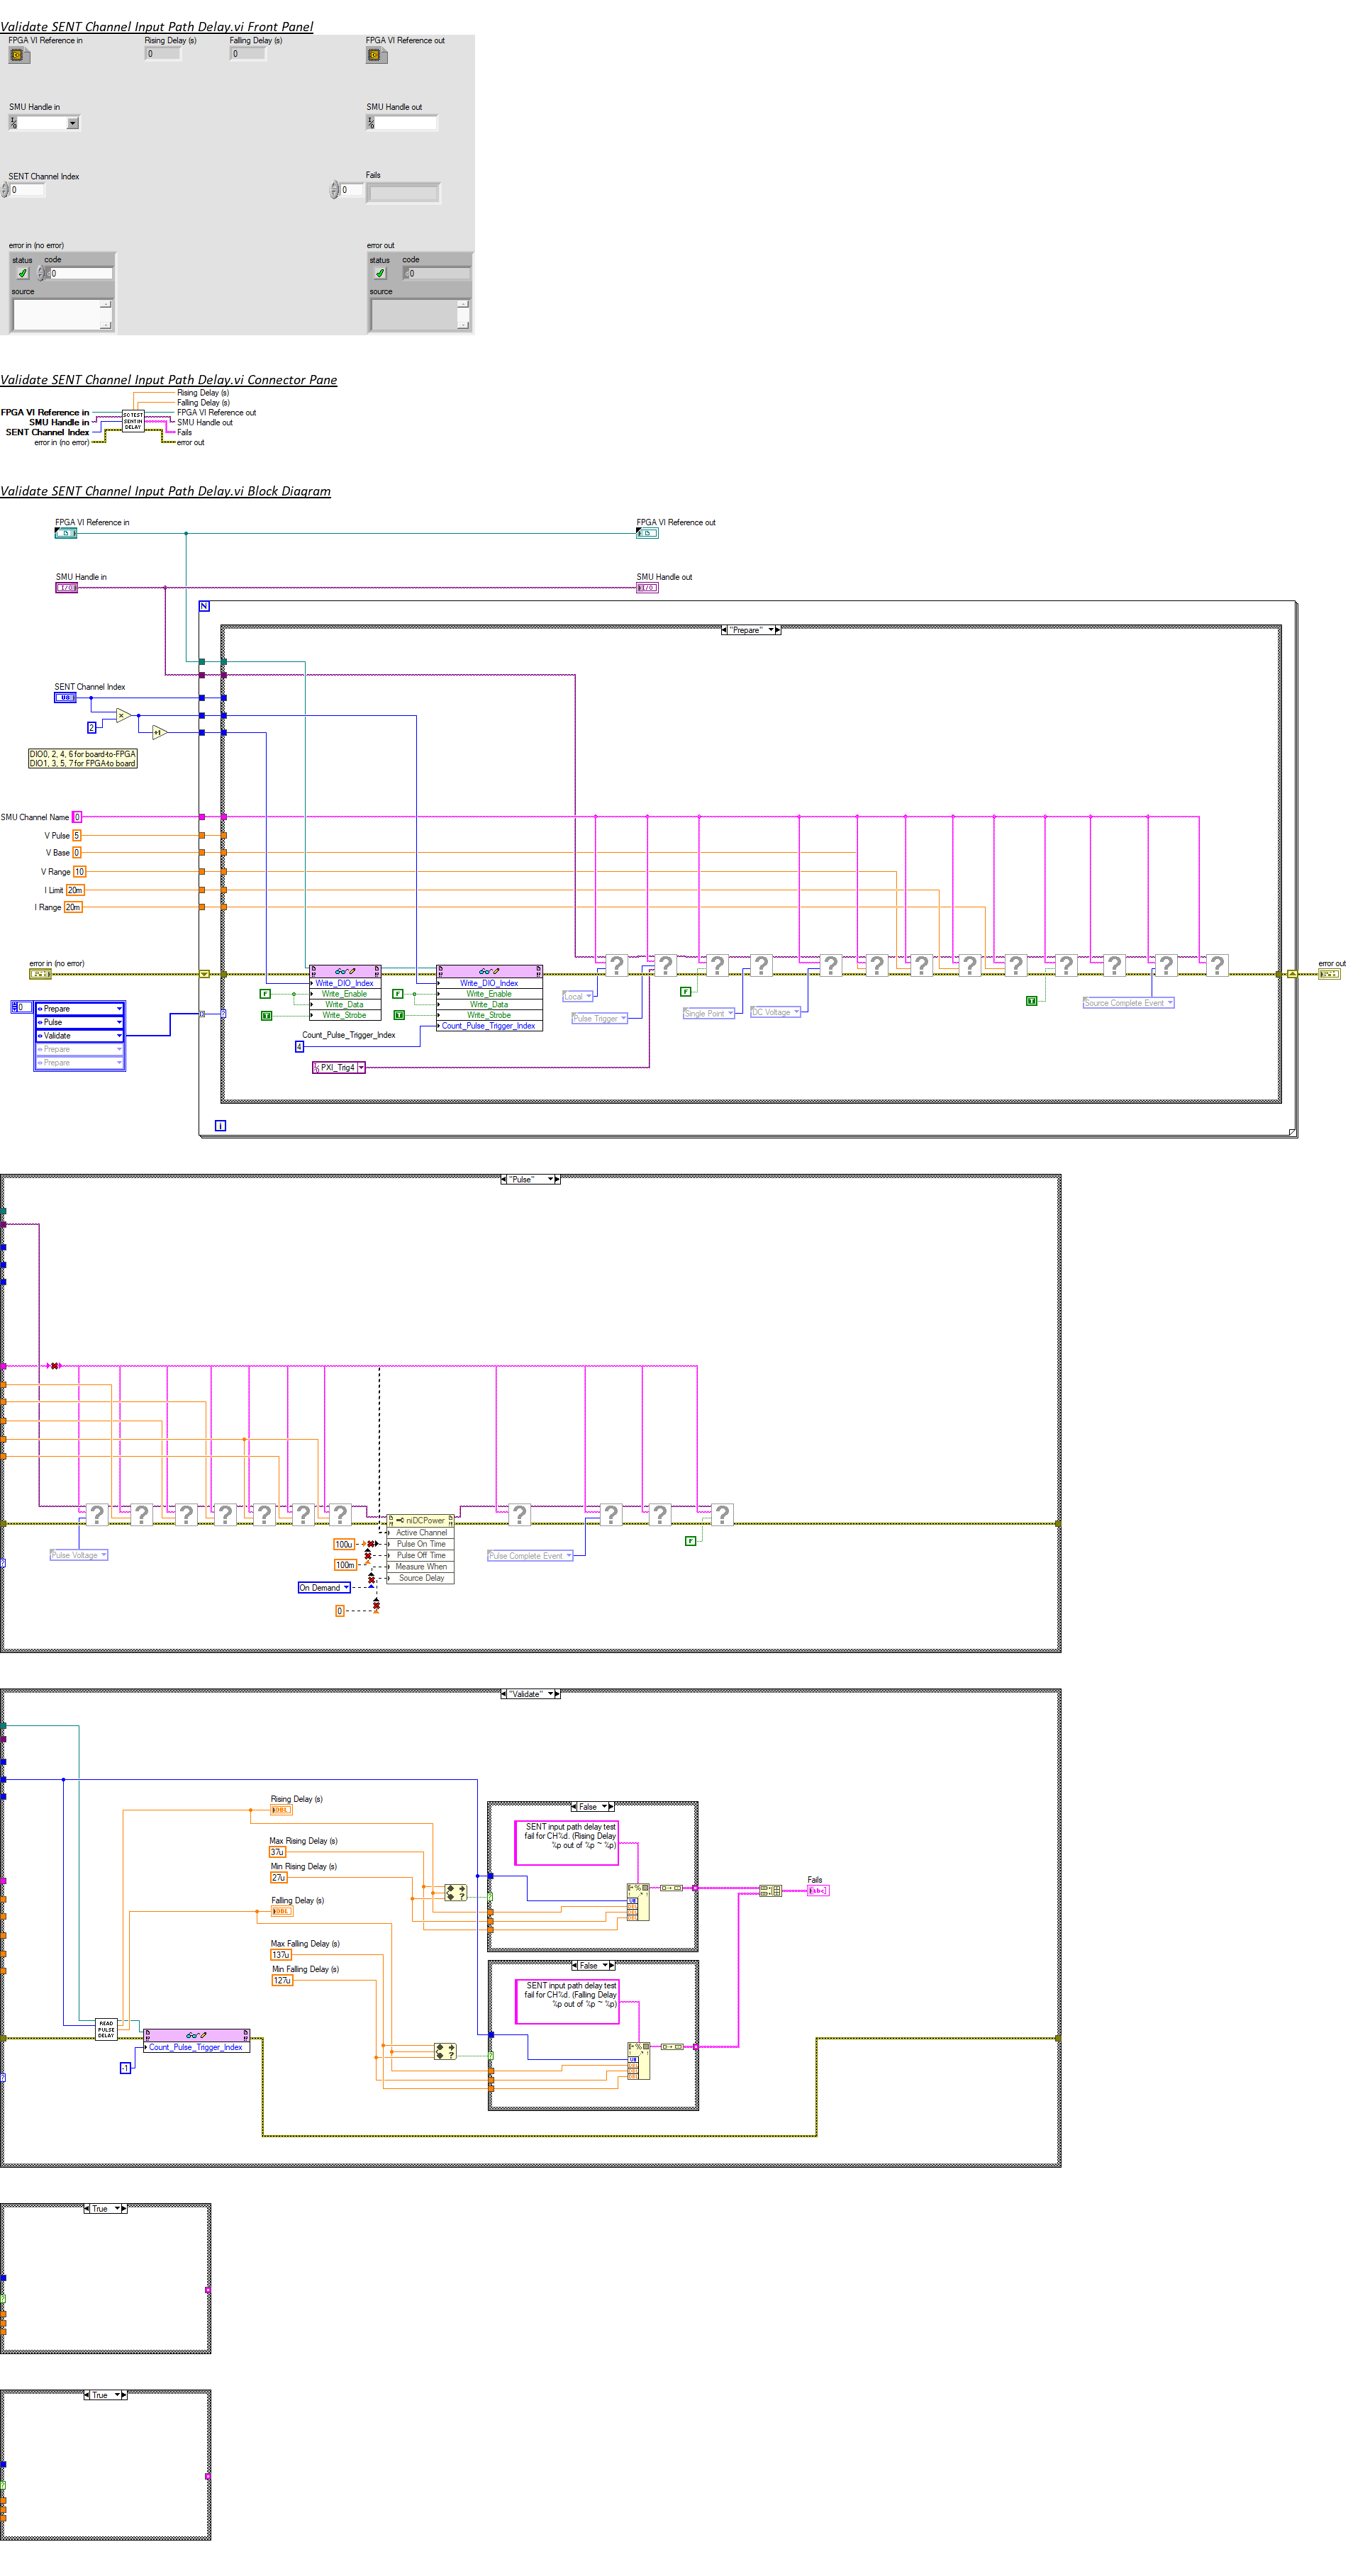 Validate SENT Channel Input Path Delay.vi Front Panel
FPGA VI Reference in
Rising Delay (s)
Falling Delay (s)
FPGA VI Reference out
0
0
SMU Handle in
SMU Handle out
SENT Channel Index
Fails
0
0
error in (no error)
error out
status code
status code
0
0
source
source
Validate SENT Channel Input Path Delay.vi Connector Pane
Rising Delay (s)
Falling Delay (s)
FPGA VI Reference in
FPGA VI Reference out
SMU Handle in
SMU Handle out
SENT Channel Index
Fails
error in (no error)
error out
SC TEST
SENT IN
DELAY
Validate SENT Channel Input Path Delay.vi Block Diagram
FPGA VI Reference in
FPGA VI Reference out
SMU Handle in
SMU Handle out
I/O
I/O
N
"Prepare"
SENT Channel Index
U8
2
x
+1
DIO0, 2, 4, 6 for board-to-FPGA
DIO1, 3, 5, 7 for FPGA-to board
SMU Channel Name 0
V Pulse 5
V Base 0
V Range 10
I Limit 20m
I Range 20m
error in (no error)
error out
Write_DIO_Index
Write_Enable
Write_Data
Write_Strobe
F
T
Write_DIO_Index
Write_Enable
Write_Data
Write_Strobe
Count_Pulse_Trigger_Index
F
T
Count_Pulse_Trigger_Index
4
PXI_Trig4
? ? ? ? ? ? ? ? ? ? ? ? ?
Local
Pulse Trigger
F
Single Point
DC Voltage
T
Source Complete Event
0
Prepare
Pulse
Validate
Prepare
Prepare
i
"Pulse"
? ? ? ? ? ? ?
niDCPower
Active Channel
Pulse On Time
Pulse Off Time
Measure When
Source Delay
? ? ? ?
Pulse Voltage
100u
100m
On Demand
0
Pulse Complete Event
F
"Validate"
Rising Delay (s)
DBL
Max Rising Delay (s)
37u
Min Rising Delay (s)
27u
Falling Delay (s)
DBL
Max Falling Delay (s)
137u
Min Falling Delay (s)
127u
False
SENT input path delay test
fail for CH%d. (Rising Delay
%p out of %p ~ %p)
U8
Fails
abc
False
SENT input path delay test
fail for CH%d. (Falling Delay
%p out of %p ~ %p)
U8
READ
PULSE
DELAY
Count_Pulse_Trigger_Index
-1
True
True